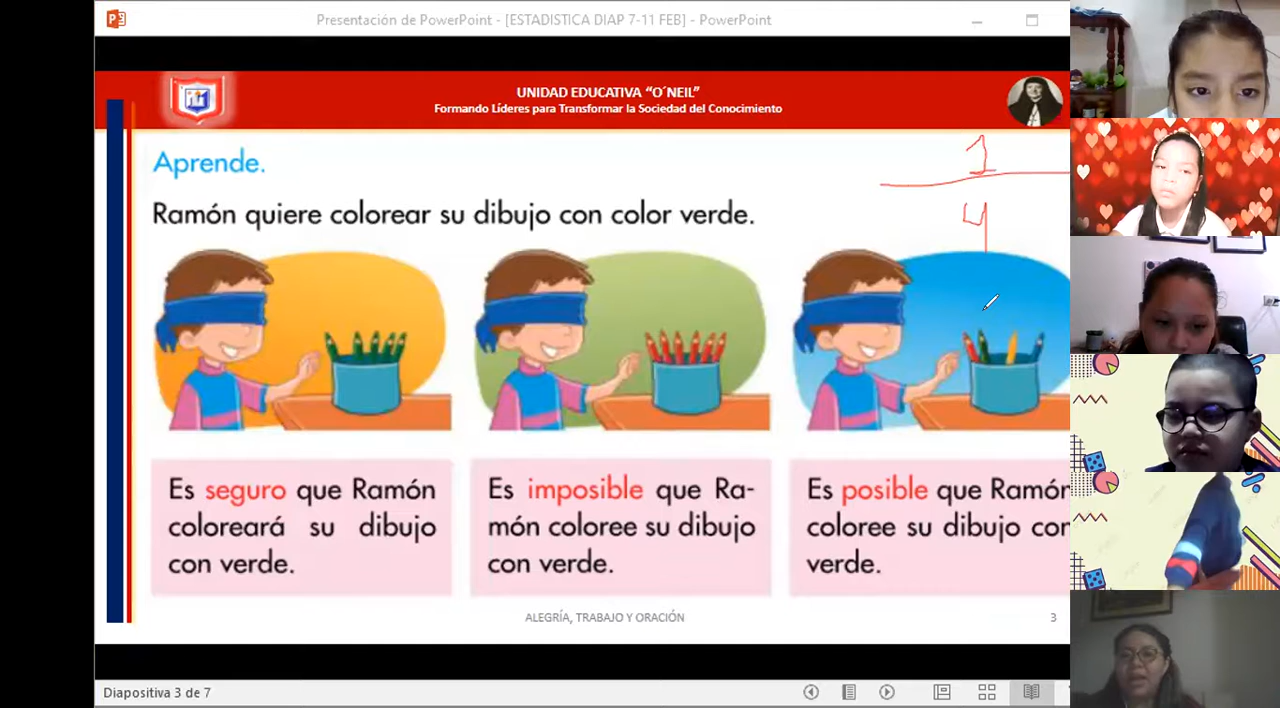 Presentación de PowerPoint - [ESTADISTICA DIAP 7-11 FEB] - PowerPoint
UNIDAD EDUCATIVA “O´NEIL”
Formando Líderes para Transformar la Sociedad del Conocimiento
Aprende.
1
4
Ramón quiere colorear su dibujo con color verde.
Es seguro que Ramón
coloreará su dibujo
con verde.
Es imposible que Ra-
món coloree su dibujo
con verde.
Es posible que Ramón
coloree su dibujo con
verde.
ALEGRÍA, TRABAJO Y ORACIÓN
3
Diapositiva 3 de 7